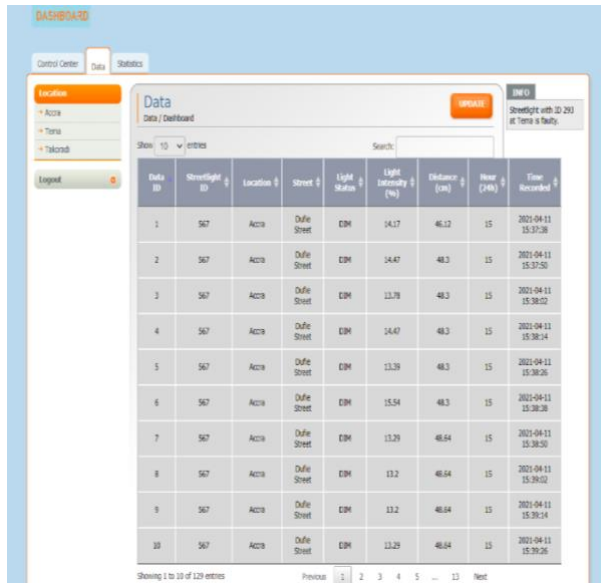 DASHBOARD
Control Center Data Statistics
Location
Accra
Tema
Takoradi
Logout
Data
Data / Dashboard
UPDATE
INFO
Streetlight with ID 293
at Tema is faulty.
Show 10 entries
Search:
Data ID Streetlight ID Location Street Light Status Light Intensity (%) Distance (cm) Hour (24h) Time Recorded
1 567 Accra Dufie Street DIM 14.17 46.12 15 2021-04-11 15:37:38
2 567 Accra Dufie Street DIM 14.47 48.3 15 2021-04-11 15:37:50
3 567 Accra Dufie Street DIM 13.78 48.3 15 2021-04-11 15:38:02
4 567 Accra Dufie Street DIM 14.47 48.3 15 2021-04-11 15:38:14
5 567 Accra Dufie Street DIM 13.39 48.3 15 2021-04-11 15:38:26
6 567 Accra Dufie Street DIM 15.54 48.3 15 2021-04-11 15:38:38
7 567 Accra Dufie Street DIM 13.29 48.64 15 2021-04-11 15:38:50
8 567 Accra Dufie Street DIM 13.2 48.64 15 2021-04-11 15:39:02
9 567 Accra Dufie Street DIM 13.2 48.64 15 2021-04-11 15:39:14
10 567 Accra Dufie Street DIM 13.29 48.64 15 2021-04-11 15:39:26
Showing 1 to 10 of 129 entries
Previous 1 2 3 4 5 ... 13 Next